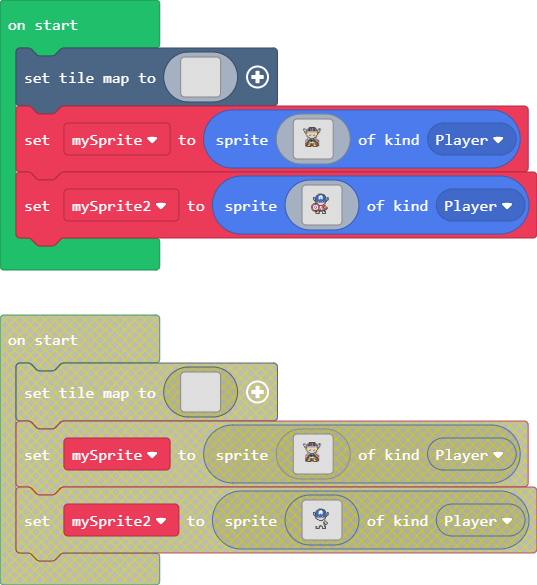 on start
set tile map to
set mySprite to sprite of kind Player
set mySprite2 to sprite of kind Player
on start
set tile map to
set mySprite to sprite of kind Player
set mySprite2 to sprite of kind Player